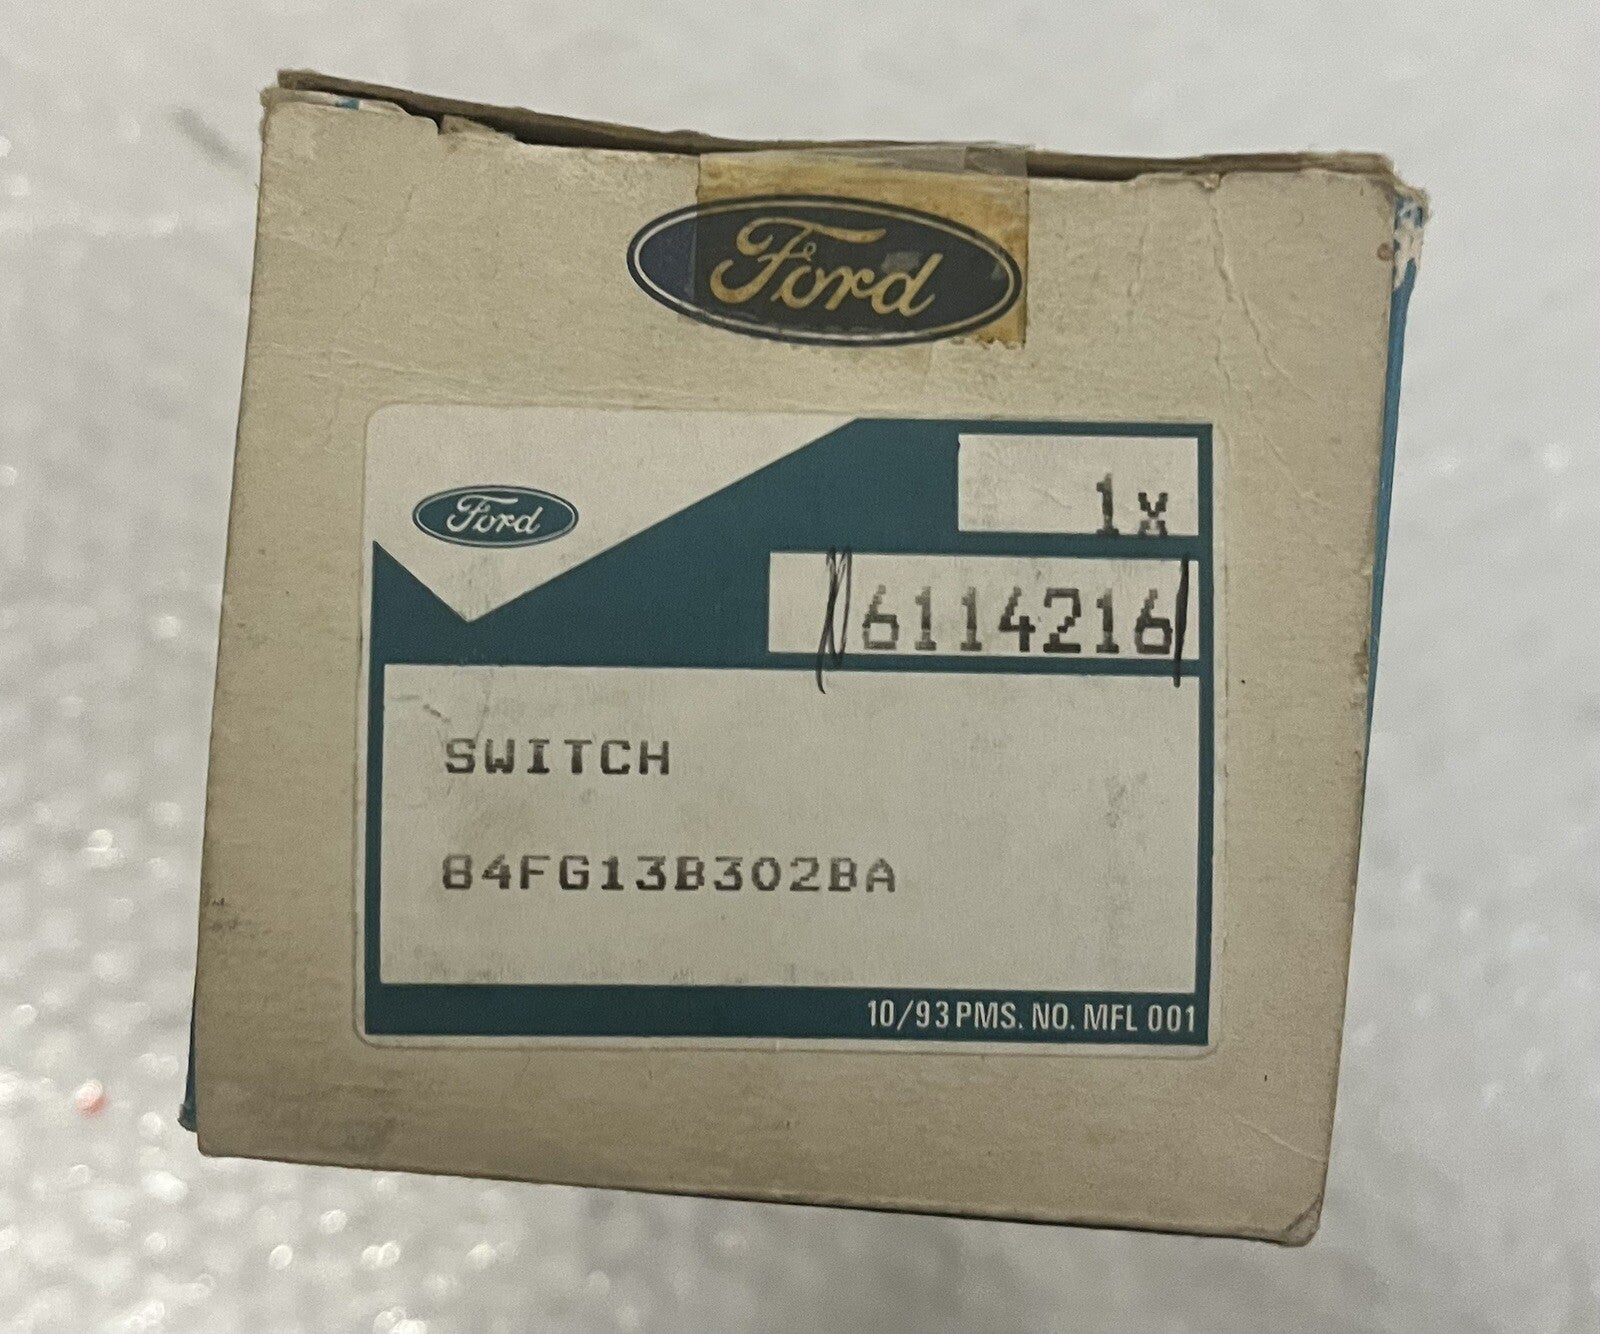 Ford
Ford
1x
6114216
SWITCH
84FG13B302BA
10/93 PMS. NO. MFL 001